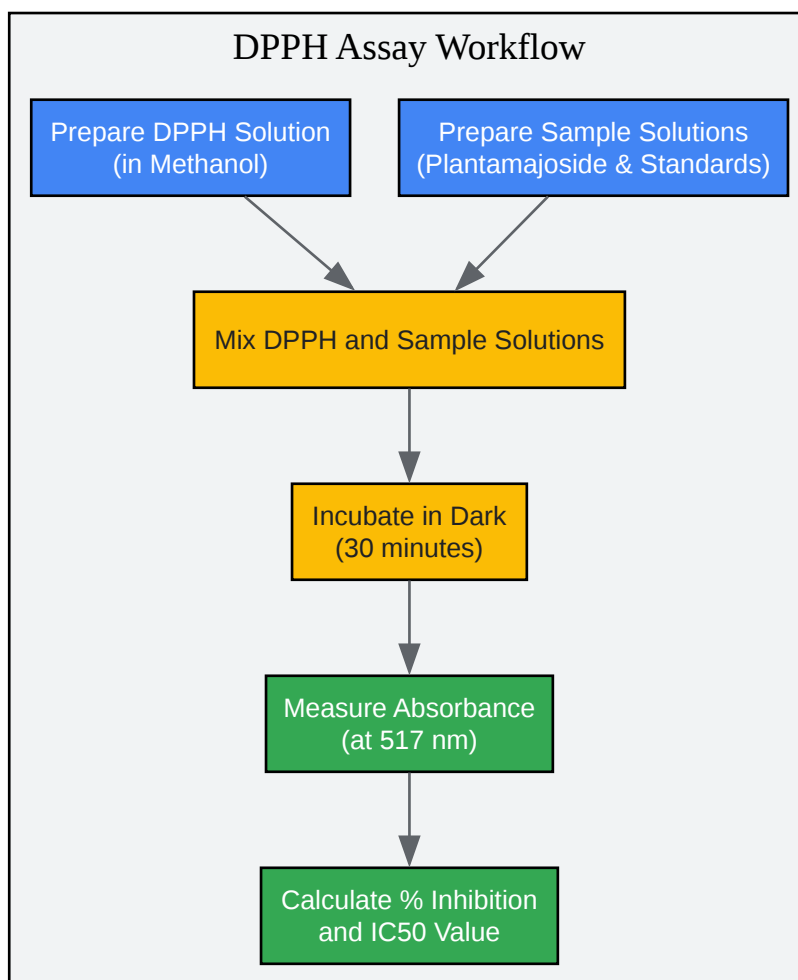 DPPH Assay Workflow
Prepare DPPH Solution
(in Methanol)
Prepare Sample Solutions
(Plantamajoside & Standards)
Mix DPPH and Sample Solutions
Incubate in Dark
(30 minutes)
Measure Absorbance
(at 517 nm)
Calculate % Inhibition
and IC50 Value